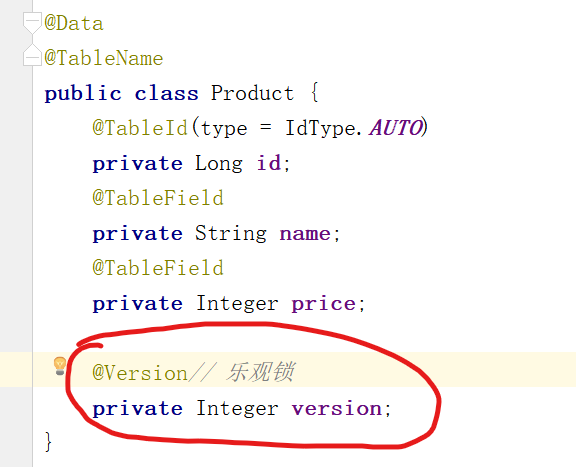 @Data
@TableName
public class Product {
@TableId(type = IdType.AUTO)
private Long id;
@TableField
private String name;
@TableField
private Integer price;
@Version// 乐观锁
private Integer version;
}